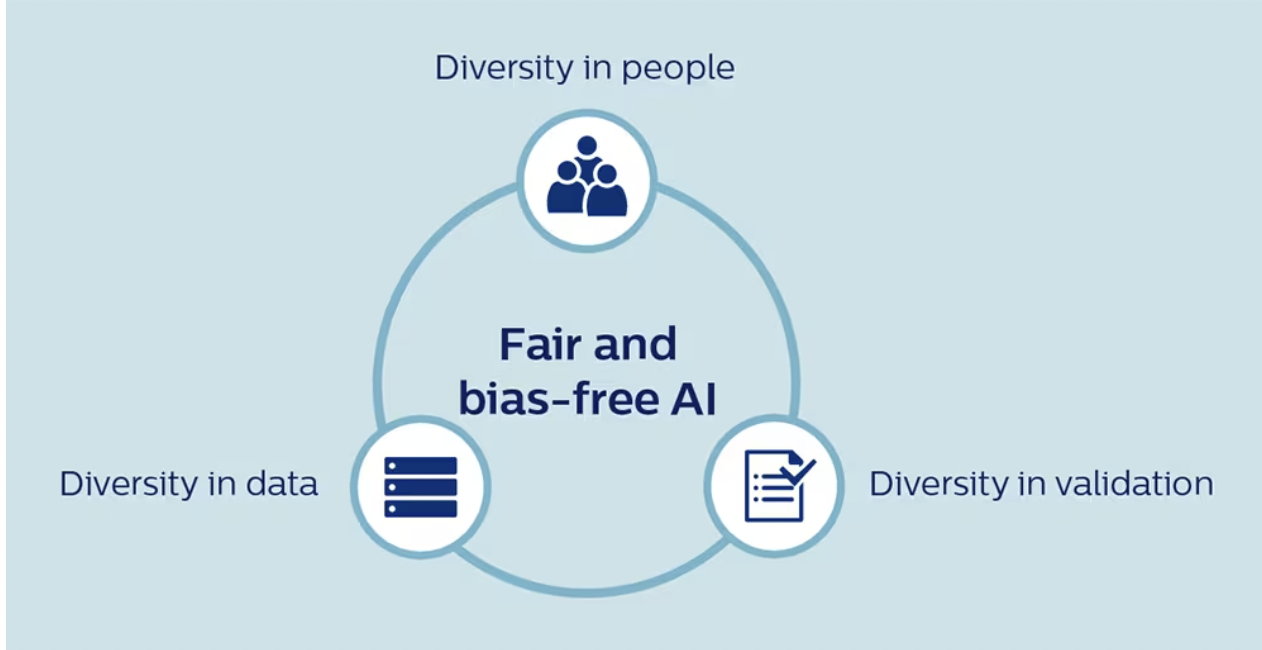 Diversity in people
Fair and
bias-free AI
Diversity in data
Diversity in validation